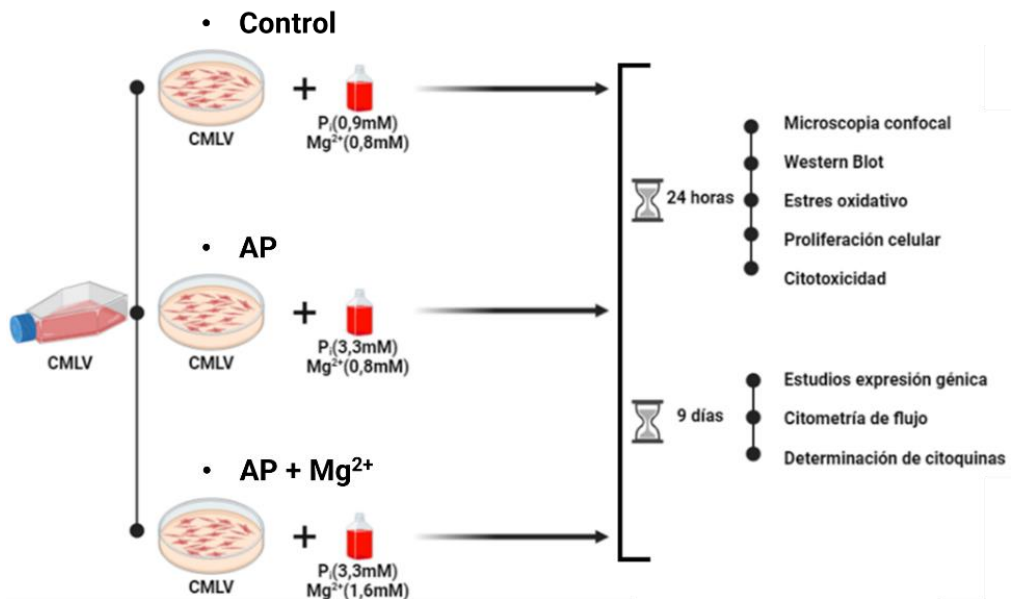 • Control
CMLV
Pᵢ(0,9mM)
Mg²⁺(0,8mM)
• AP
CMLV
CMLV
Pᵢ(3,3mM)
Mg²⁺(0,8mM)
• AP + Mg²⁺
CMLV
Pᵢ(3,3mM)
Mg²⁺(1,6mM)
24 horas
Microscopia confocal
Western Blot
Estres oxidativo
Proliferación celular
Citotoxicidad
9 días
Estudios expresión génica
Citometría de flujo
Determinación de citoquinas